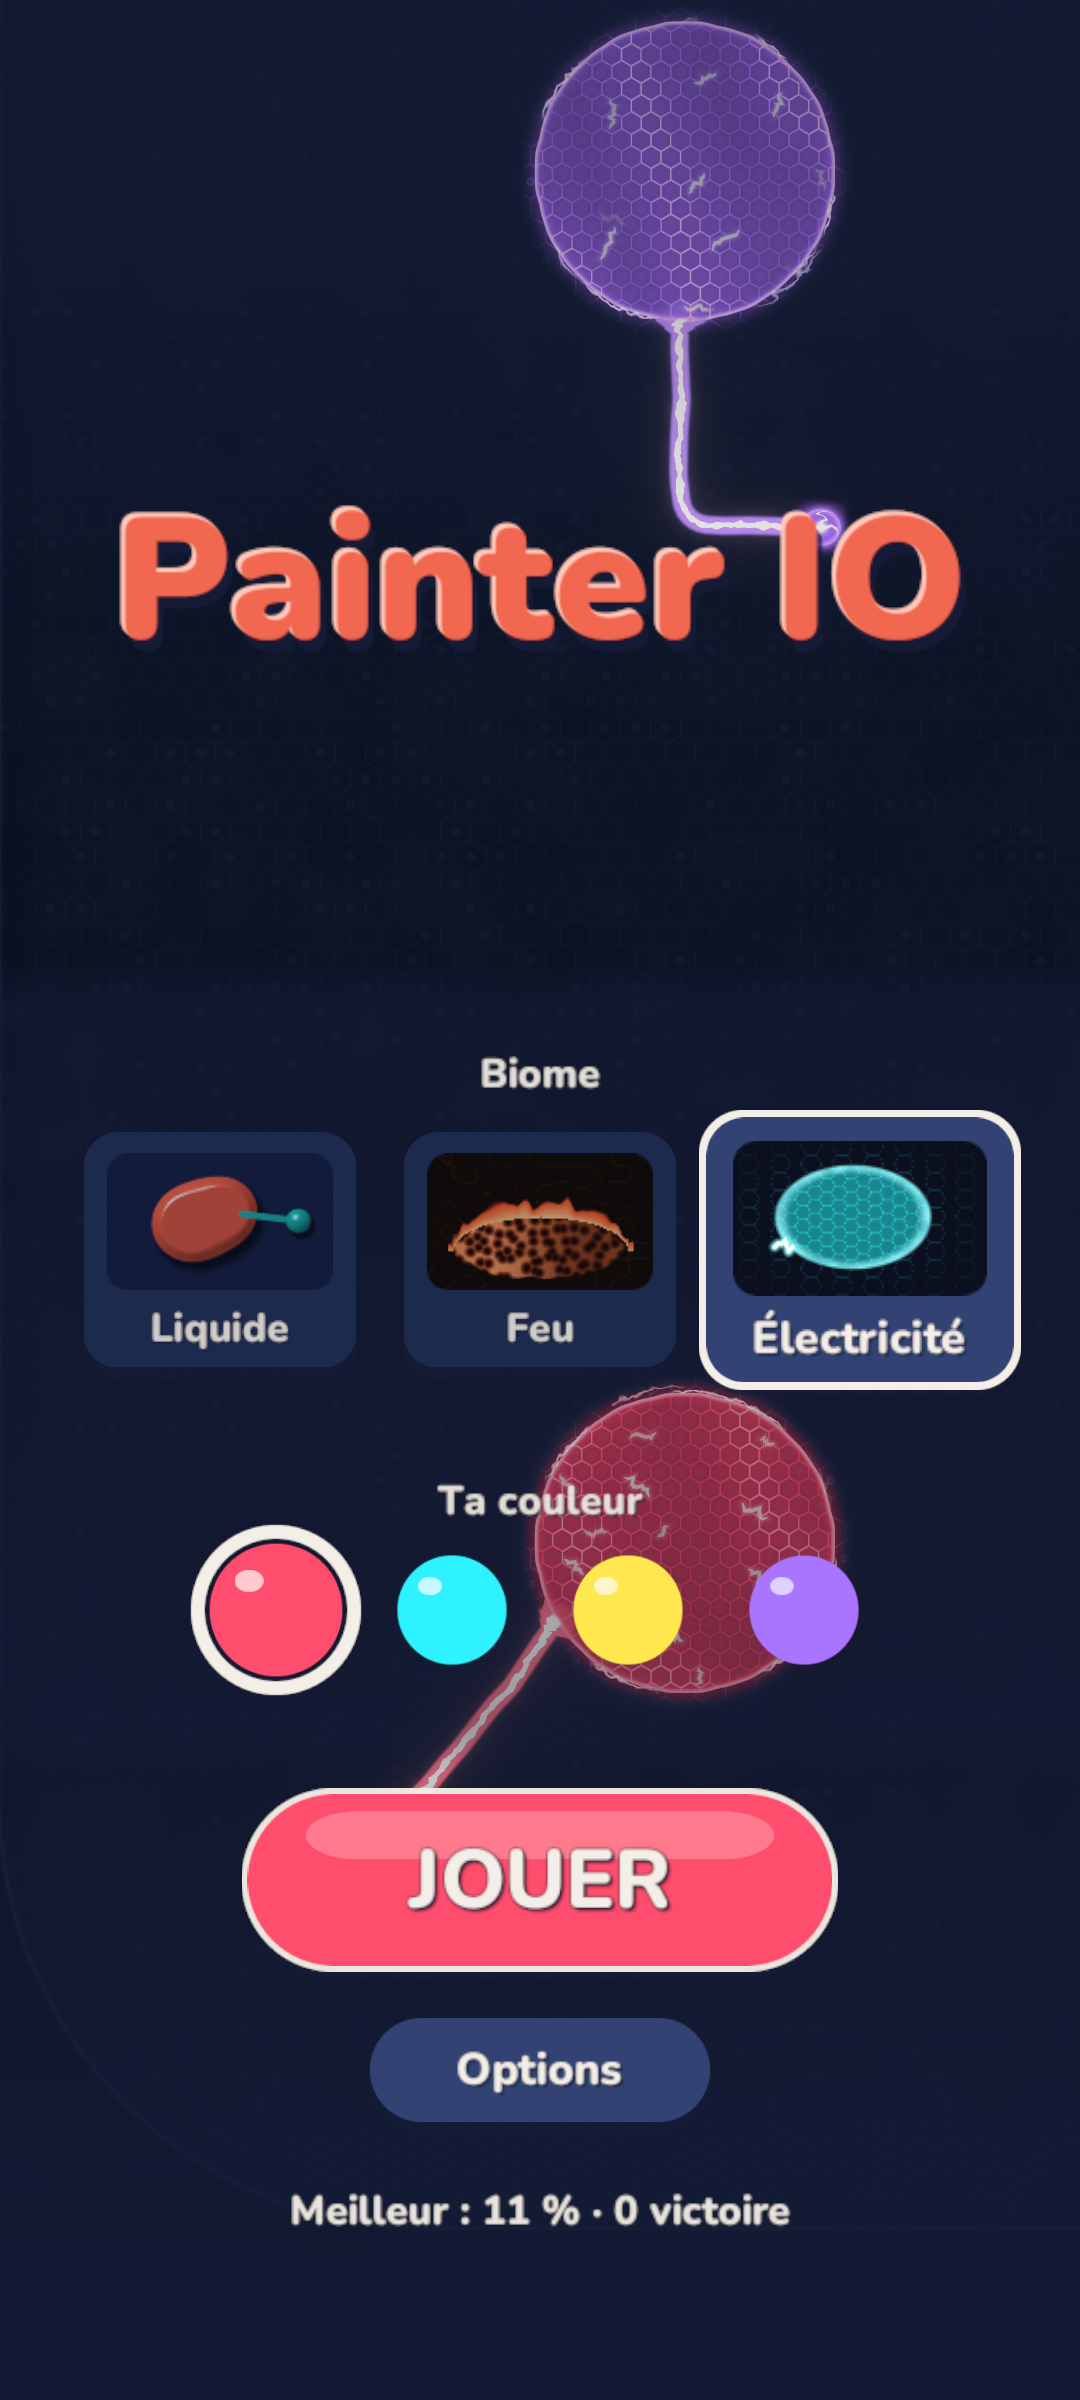 Painter IO
Biome
Liquide
Feu
Électricité
Ta couleur
JOUER
Options
Meilleur : 11 % · 0 victoire